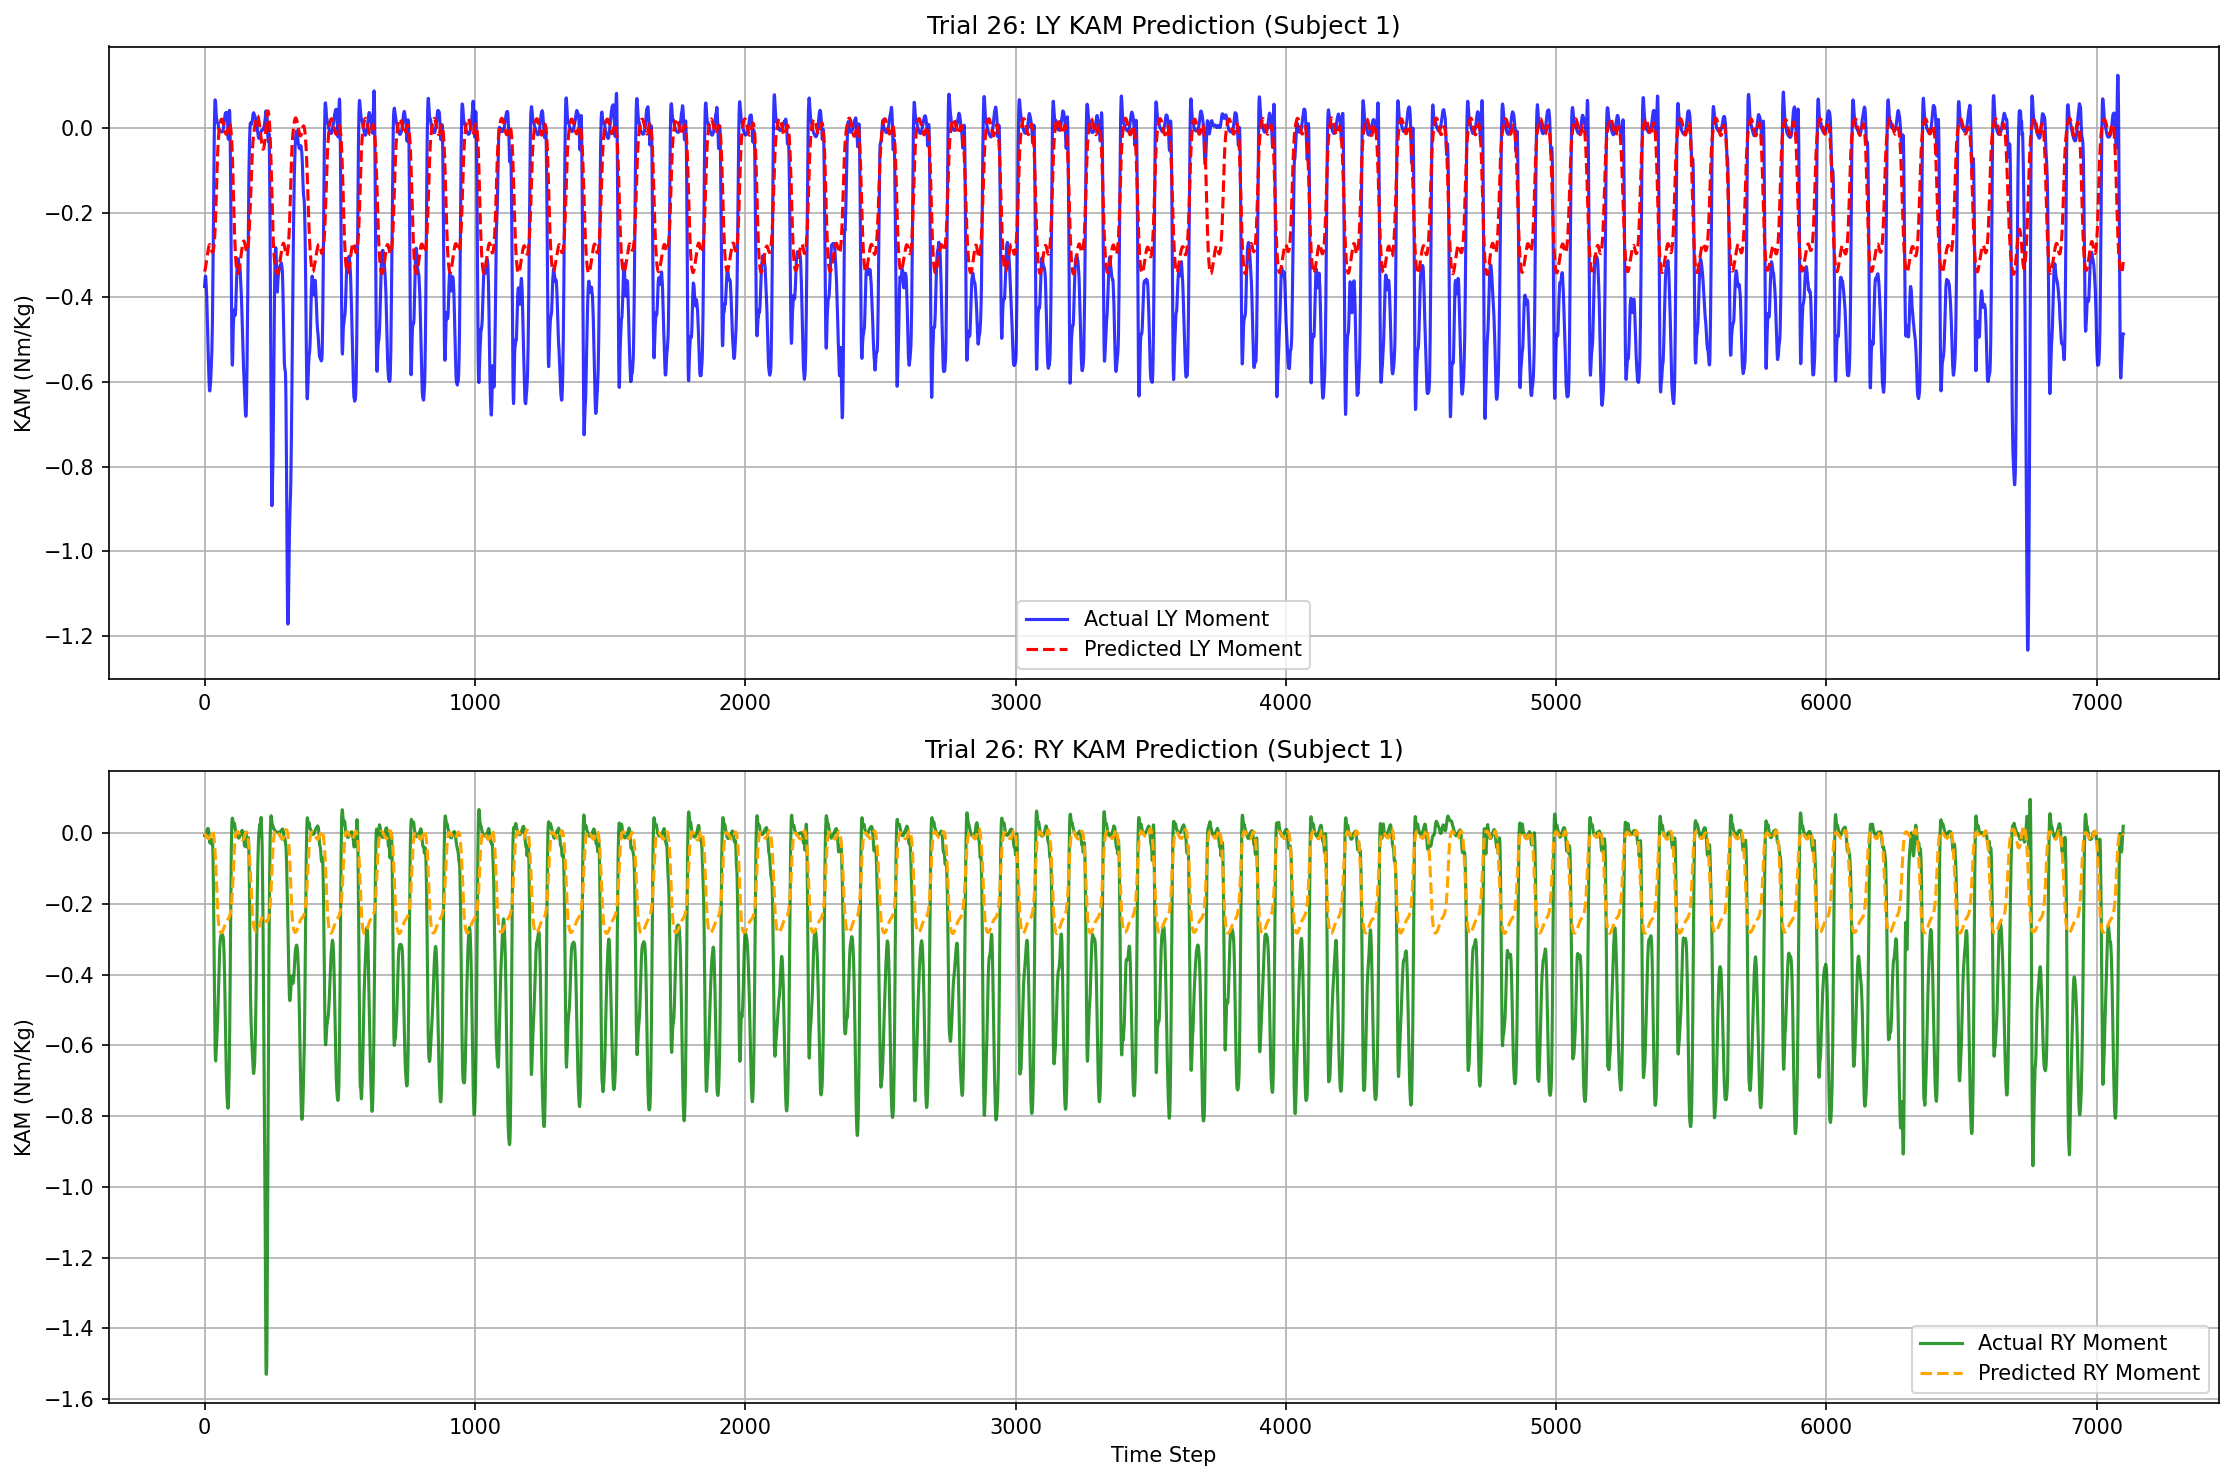 Trial 26: LY KAM Prediction (Subject 1)
KAM (Nm/Kg)
0.0
−0.2
−0.4
−0.6
−0.8
−1.0
−1.2
Actual LY Moment
Predicted LY Moment
0 1000 2000 3000 4000 5000 6000 7000
Trial 26: RY KAM Prediction (Subject 1)
KAM (Nm/Kg)
0.0
−0.2
−0.4
−0.6
−0.8
−1.0
−1.2
−1.4
−1.6
Actual RY Moment
Predicted RY Moment
0 1000 2000 3000 4000 5000 6000 7000
Time Step